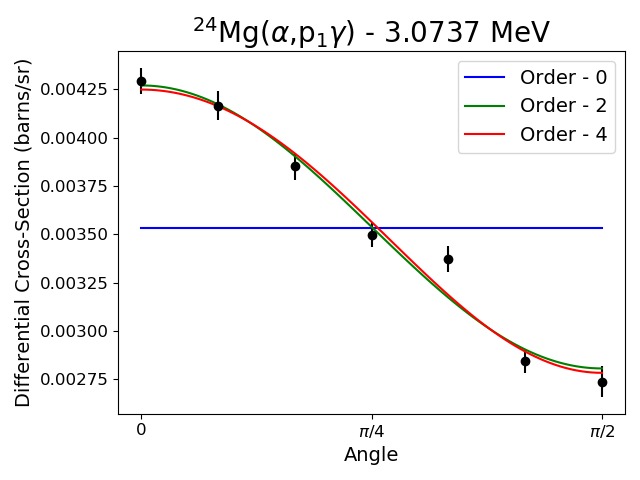 ²⁴Mg(α,p₁γ) - 3.0737 MeV
Differential Cross-Section (barns/sr)
0.00425
0.00400
0.00375
0.00350
0.00325
0.00300
0.00275
Order - 0
Order - 2
Order - 4
0
π/4
π/2
Angle